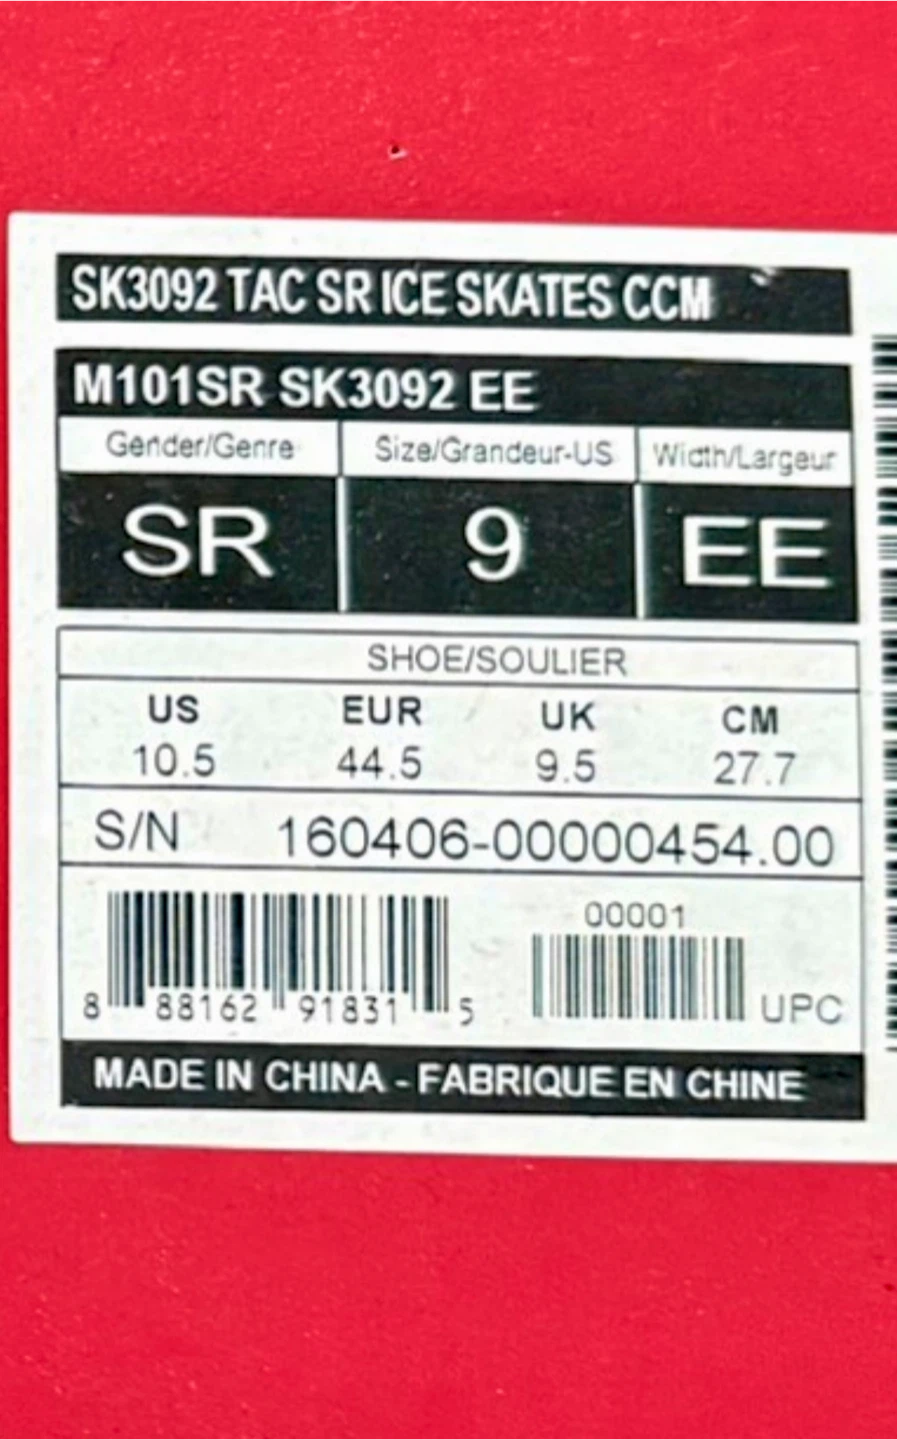 SK3092 TAC SR ICE SKATES CCM
M101SR SK3092 EE
Gender/Genre Size/Grandeur-US Width/Largeur
SR 9 EE
SHOE/SOULIER
US EUR UK CM
10.5 44.5 9.5 27.7
S/N 160406-00000454.00
00001
8 88162 91831 5 UPC
MADE IN CHINA - FABRIQUE EN CHINE